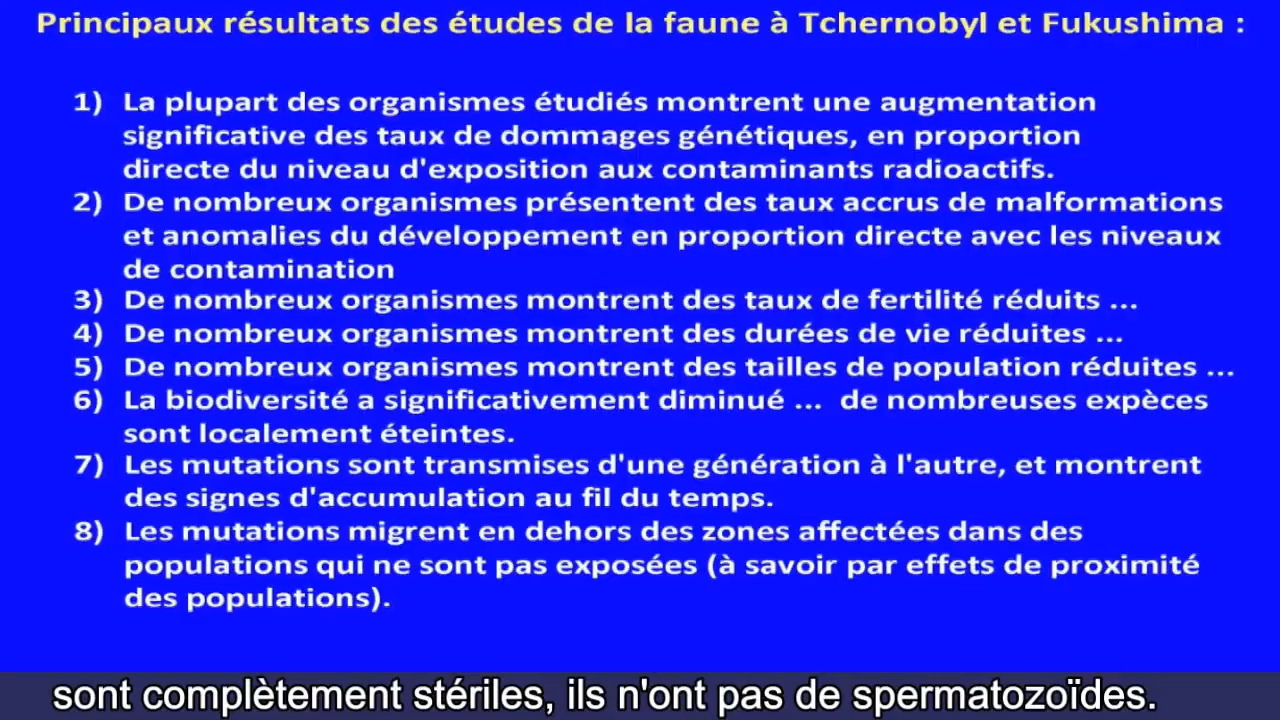 Principaux résultats des études de la faune à Tchernobyl et Fukushima :
1) La plupart des organismes étudiés montrent une augmentation
significative des taux de dommages génétiques, en proportion
directe du niveau d'exposition aux contaminants radioactifs.
2) De nombreux organismes présentent des taux accrus de malformations
et anomalies du développement en proportion directe avec les niveaux
de contamination
3) De nombreux organismes montrent des taux de fertilité réduits ...
4) De nombreux organismes montrent des durées de vie réduites ...
5) De nombreux organismes montrent des tailles de population réduites ...
6) La biodiversité a significativement diminué ... de nombreuses expèces
sont localement éteintes.
7) Les mutations sont transmises d'une génération à l'autre, et montrent
des signes d'accumulation au fil du temps.
8) Les mutations migrent en dehors des zones affectées dans des
populations qui ne sont pas exposées (à savoir par effets de proximité
des populations).
sont complètement stériles, ils n'ont pas de spermatozoïdes.